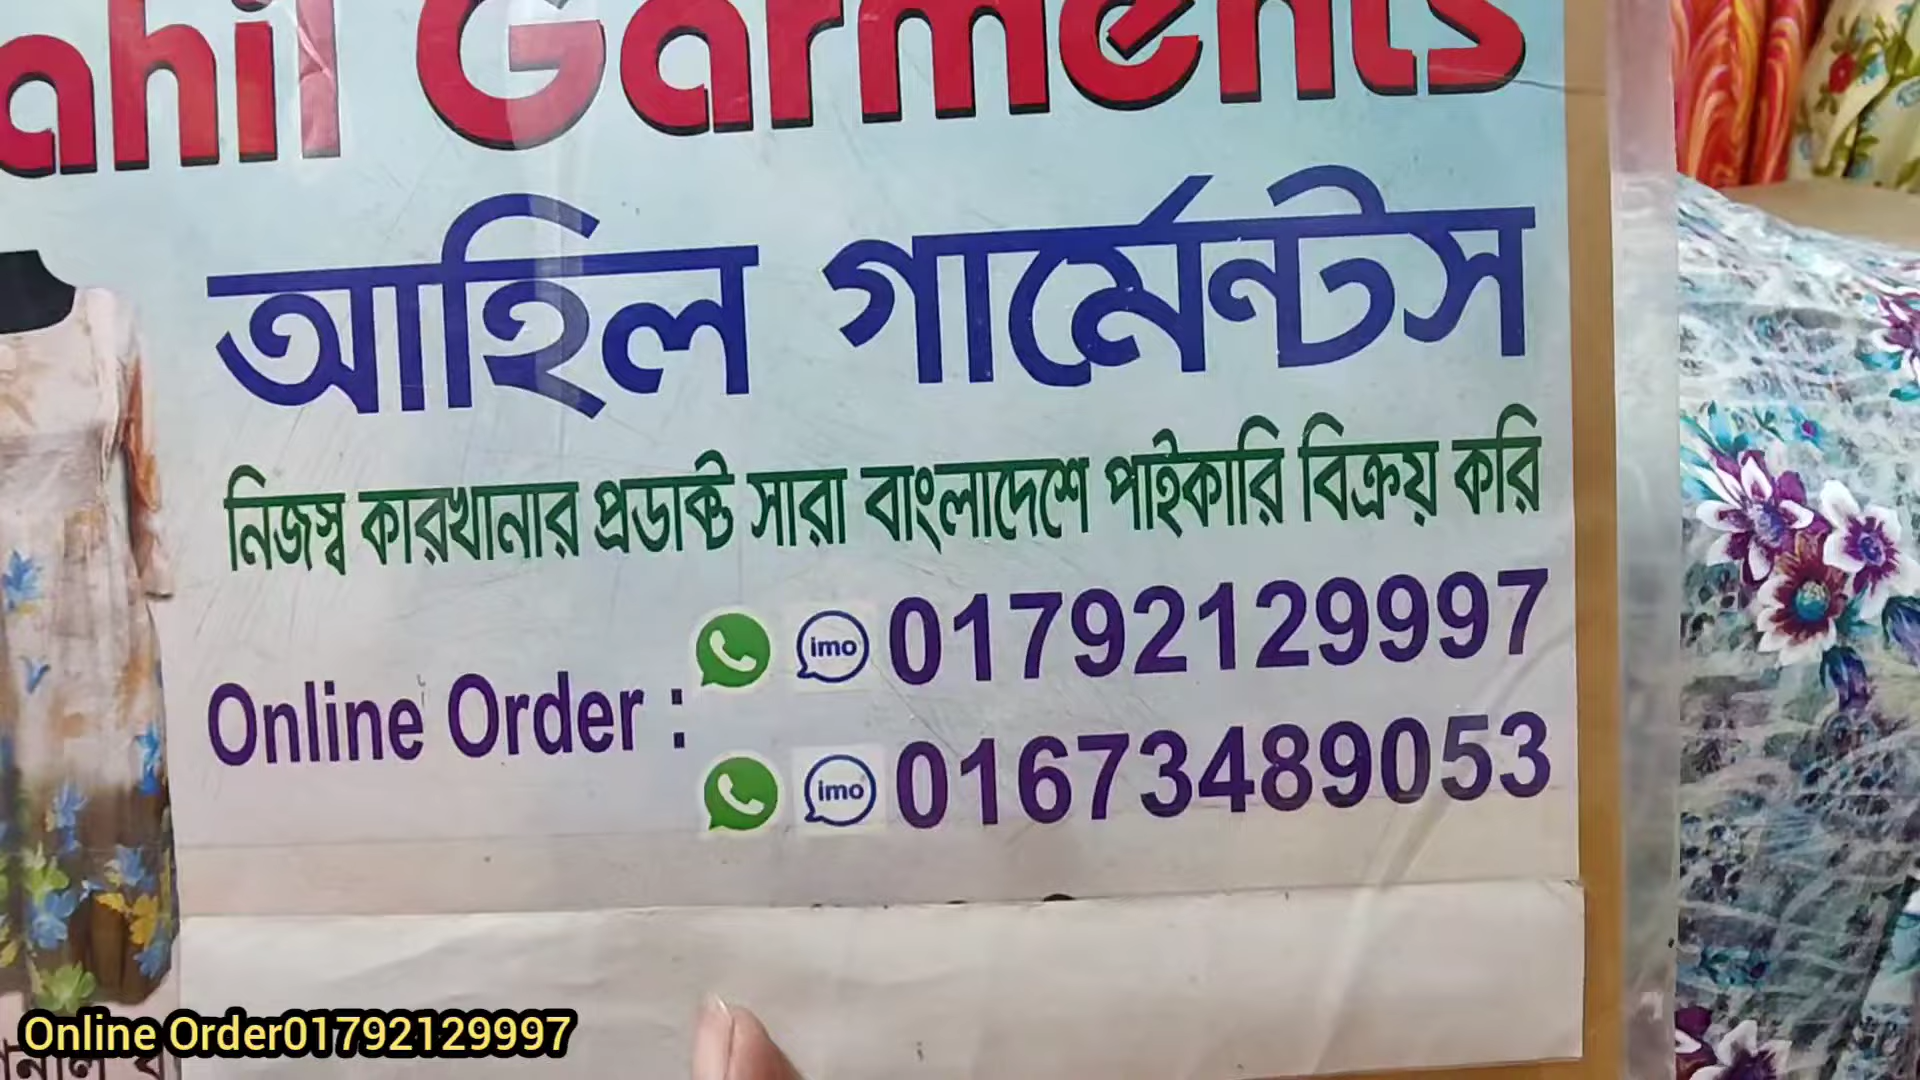 ahil Garments
আহিল গার্মেন্টস
নিজস্ব কারখানার প্রডাক্ট সারা বাংলাদেশে পাইকারি বিক্রয় করি
Online Order :
imo 01792129997
imo 01673489053
Online Order01792129997